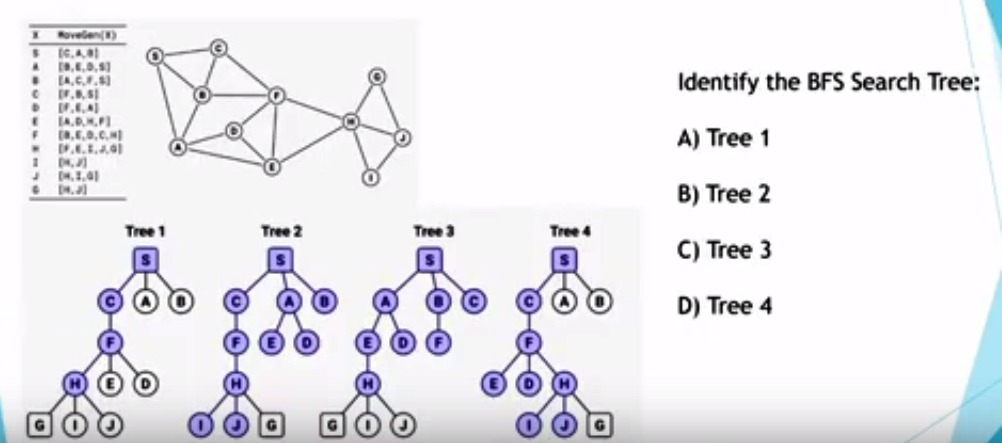 X MoveGen(X)
S [C,A,B]
A [B,E,D,S]
B [A,C,F,S]
C [F,B,S]
D [F,E,A]
E [A,D,H,F]
F [B,E,D,C,H]
H [F,E,I,J,G]
I [H,J]
J [H,I,G]
G [H,J]
S C B F D A E H G J I
Identify the BFS Search Tree:
A) Tree 1
B) Tree 2
C) Tree 3
D) Tree 4
Tree 1 Tree 2 Tree 3 Tree 4
S S S S
C A B C A B A B C C A B
F F E D E D F F
H E D H H E D H
G I J I J G G I J I J G